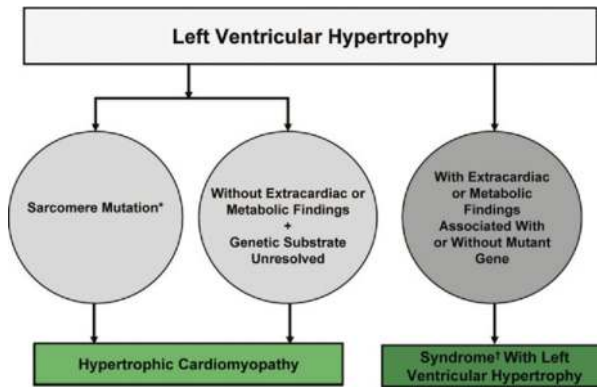 Left Ventricular Hypertrophy
Sarcomere Mutation*
Without Extracardiac or
Metabolic Findings
+
Genetic Substrate
Unresolved
With Extracardiac
or Metabolic
Findings
Associated With
or Without Mutant
Gene
Hypertrophic Cardiomyopathy
Syndrome† With Left
Ventricular Hypertrophy